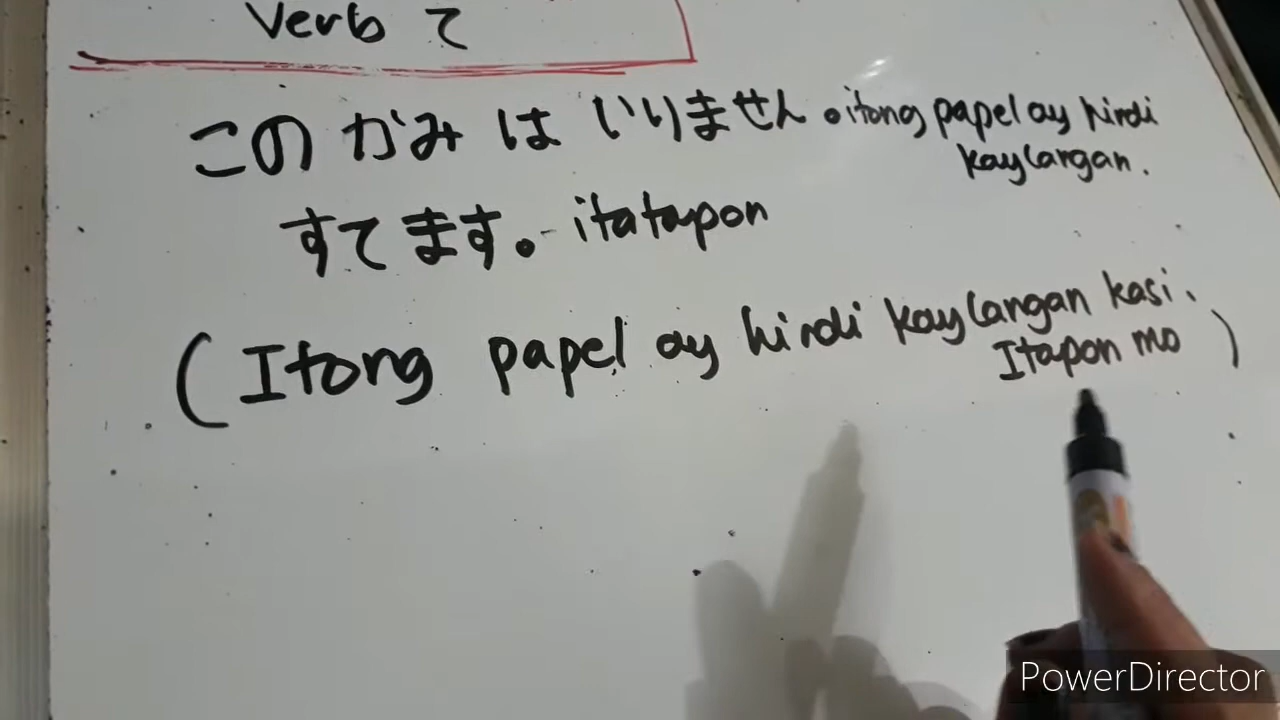 Verb て
この かみ は いりません。itong papel ay hindi
kaylangan.
すてます。- itatapon
(Itong papel ay hindi kaylangan kasi.
Itapon mo)
PowerDirector